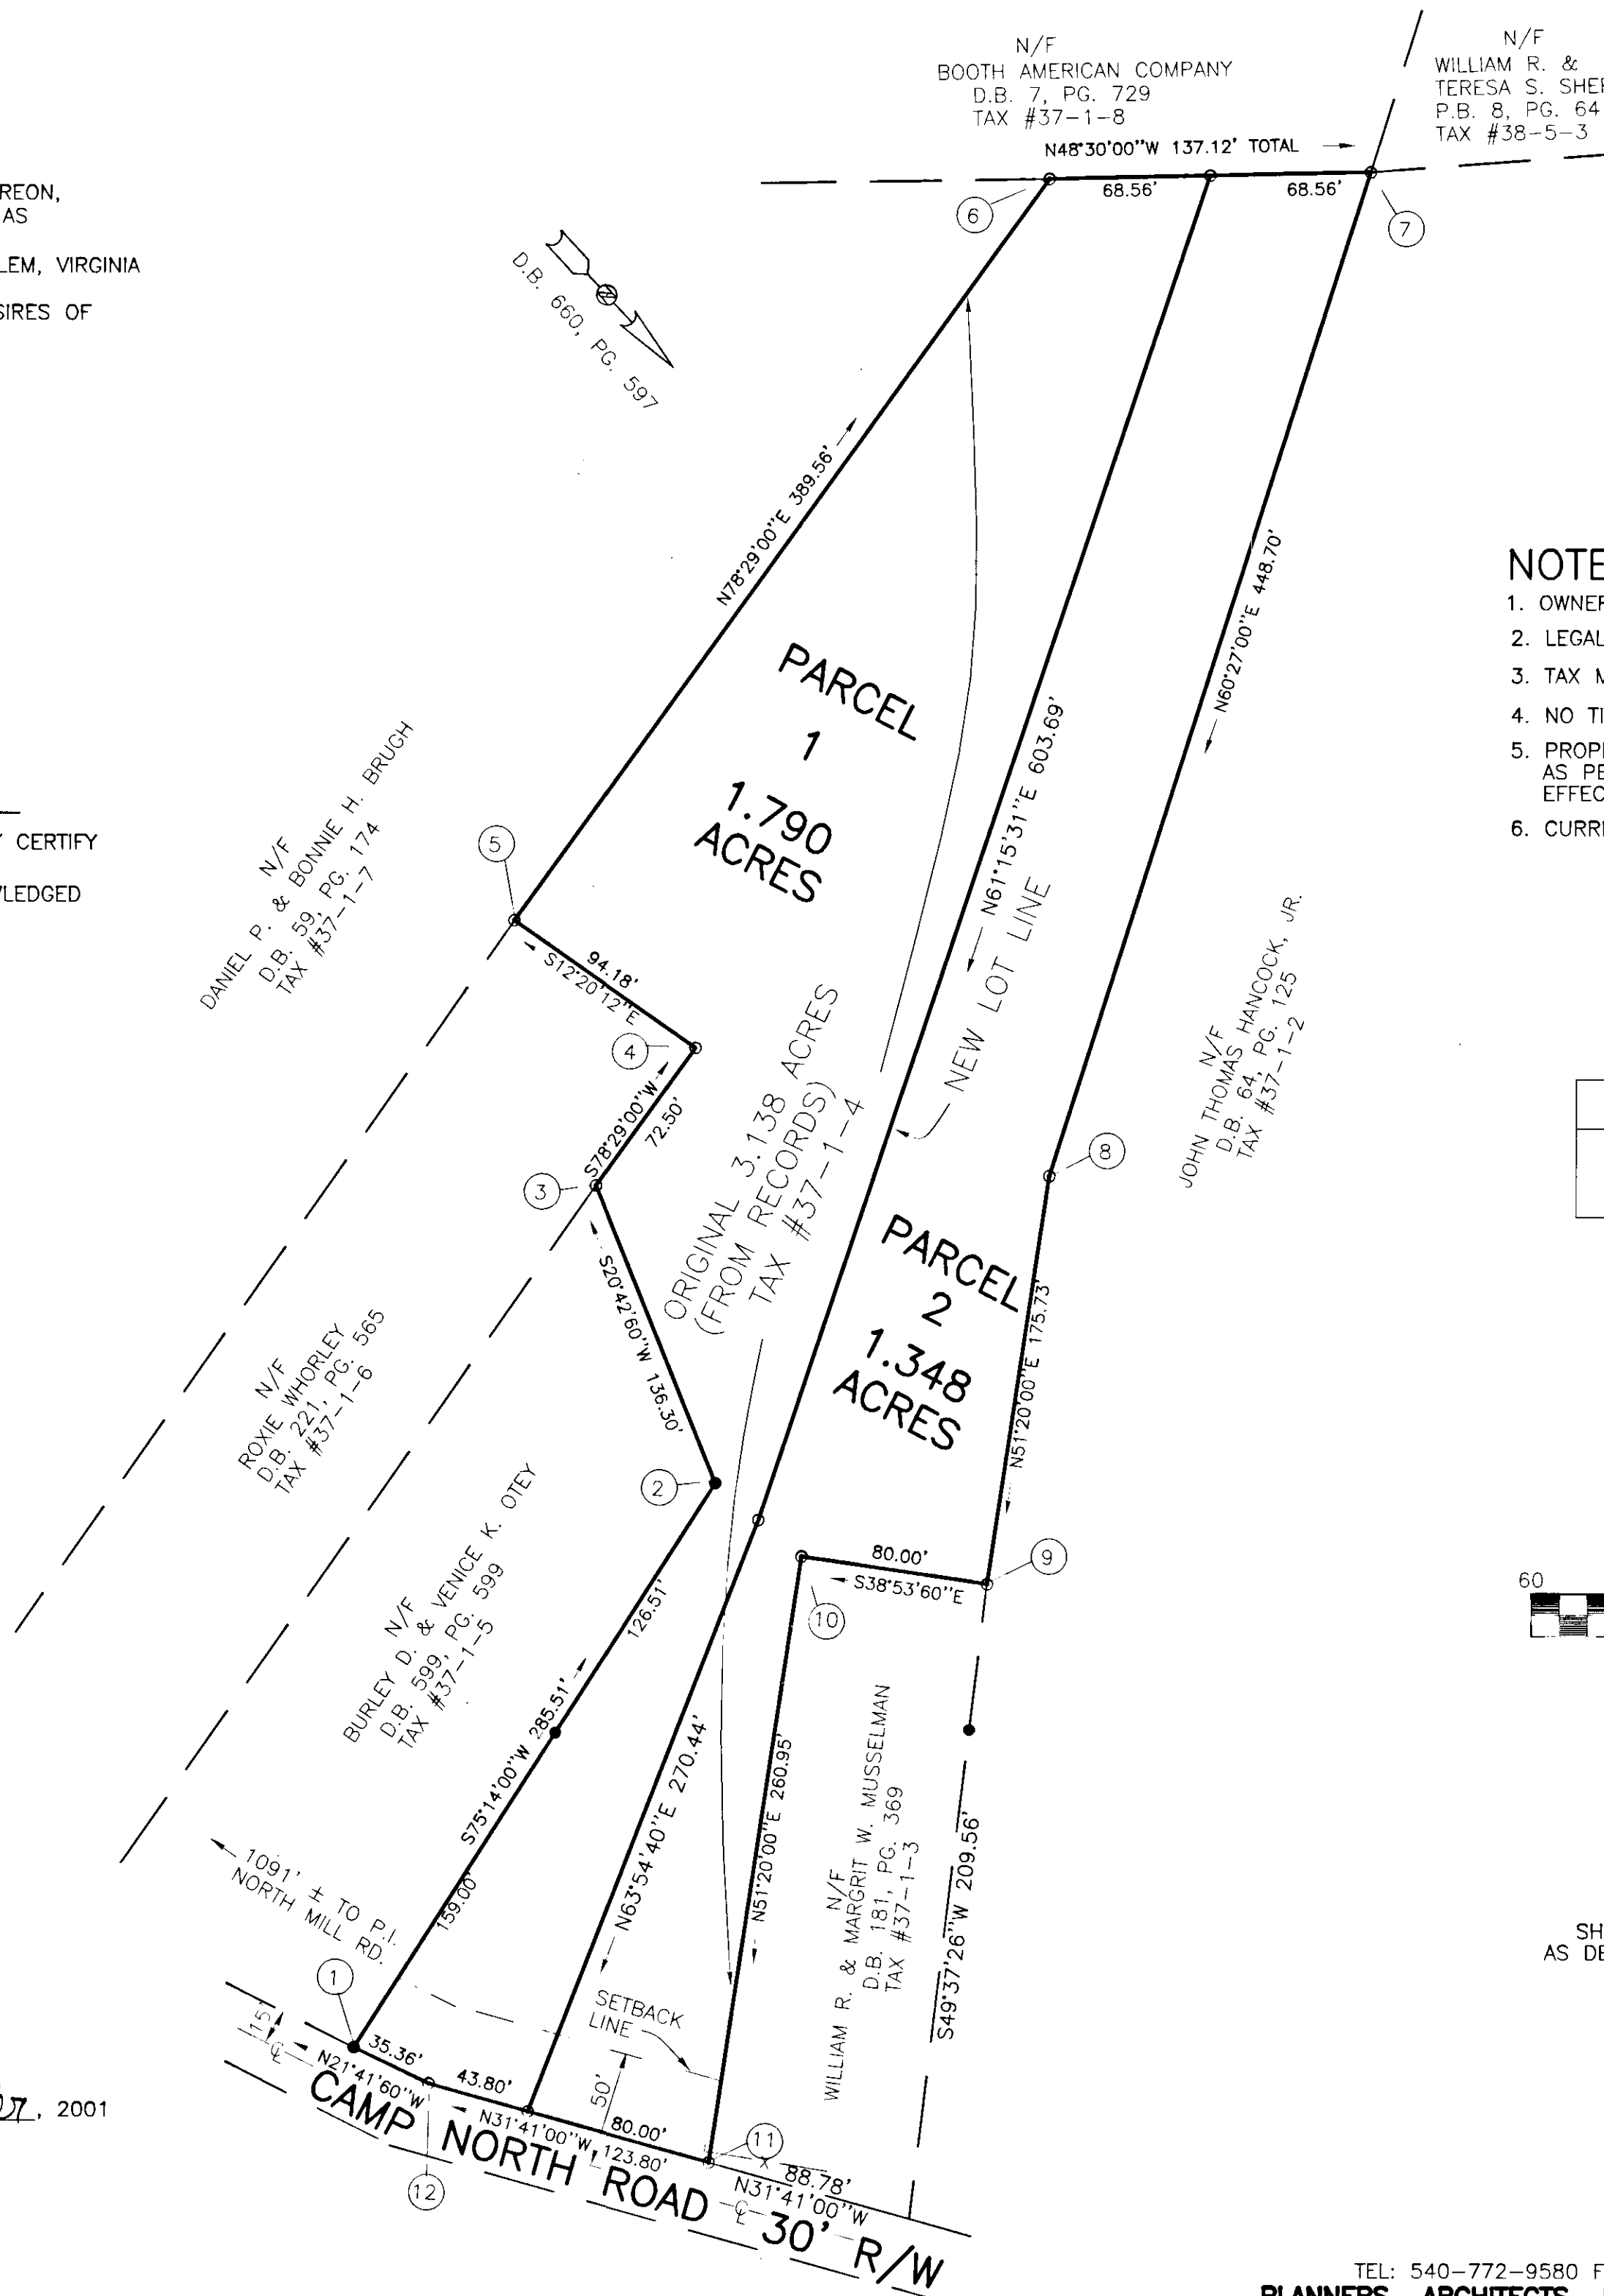 N/F
BOOTH AMERICAN COMPANY
D.B. 7, PG. 729
TAX #37-1-8
N/F
WILLIAM R. &
TERESA S. SHE
P.B. 8, PG. 64
TAX #38-5-3
N48°30'00"W 137.12' TOTAL
68.56'
68.56'
6
7
REON,
AS
LEM, VIRGINIA
SIRES OF
N
D.B. 660, PG. 597
N78°29'00"E 389.56'
N60°27'00"E 448.70'
PARCEL
1
1.790
ACRES
N61°15'31"E 603.69'
NEW LOT LINE
NOTE
1. OWNER
2. LEGAL
3. TAX M
4. NO TI
5. PROPE
AS PE
EFFEC
6. CURRE
CERTIFY
LEDGED
N/F
DANIEL P. & BONNIE H. BRUGH
D.B. 59, PG. 174
TAX #37-1-7
5
94.18'
S12°20'12"E
4
S78°29'00"W
72.50'
3
ORIGINAL 3.138 ACRES
(FROM RECORDS)
TAX #37-1-4
N/F
JOHN THOMAS HANCOCK, JR.
D.B. 64, PG. 125
TAX #37-1-2
8
PARCEL
2
1.348
ACRES
N51°20'00"E 175.73'
S20°42'60"W 136.30'
2
N/F
ROXIE WHORLEY
D.B. 221, PG. 565
TAX #37-1-6
N/F
BURLEY D. & VENICE K. OTEY
D.B. 599, PG. 599
TAX #37-1-5
126.51'
S75°14'00"W 285.51'
159.00'
80.00'
S38°53'60"E
9
10
60
N63°54'40"E 270.44'
N51°20'00"E 260.95'
N/F
WILLIAM R. & MARGRIT W. MUSSELMAN
D.B. 181, PG. 369
TAX #37-1-3
S49°37'26"W 209.56'
SH
AS DE
1091' ± TO P.I.
NORTH MILL RD.
1
15'
35.36'
N21°41'60"W
43.80'
N31°41'00"W, 123.80'
80.00'
SETBACK
LINE
50'
11
12
88.78'
N31°41'00"W
CAMP NORTH ROAD ℄ 30' R/W
, 2001
TEL: 540-772-9580 F
PLANNERS ARCHITECTS